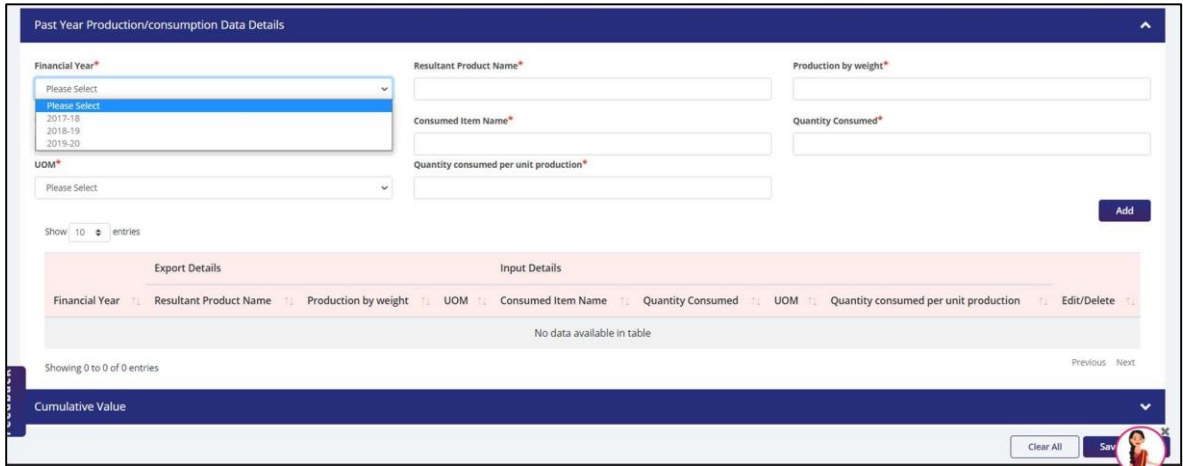 Past Year Production/consumption Data Details
Financial Year* Resultant Product Name* Production by weight*
Please Select
Please Select
2017-18
2018-19
2019-20
Consumed Item Name* Quantity Consumed*
UOM* Quantity consumed per unit production*
Please Select
Add
Show 10 entries
Export Details Input Details
Financial Year Resultant Product Name Production by weight UOM Consumed Item Name Quantity Consumed UOM Quantity consumed per unit production Edit/Delete
No data available in table
Showing 0 to 0 of 0 entries
Previous Next
Cumulative Value
Clear All